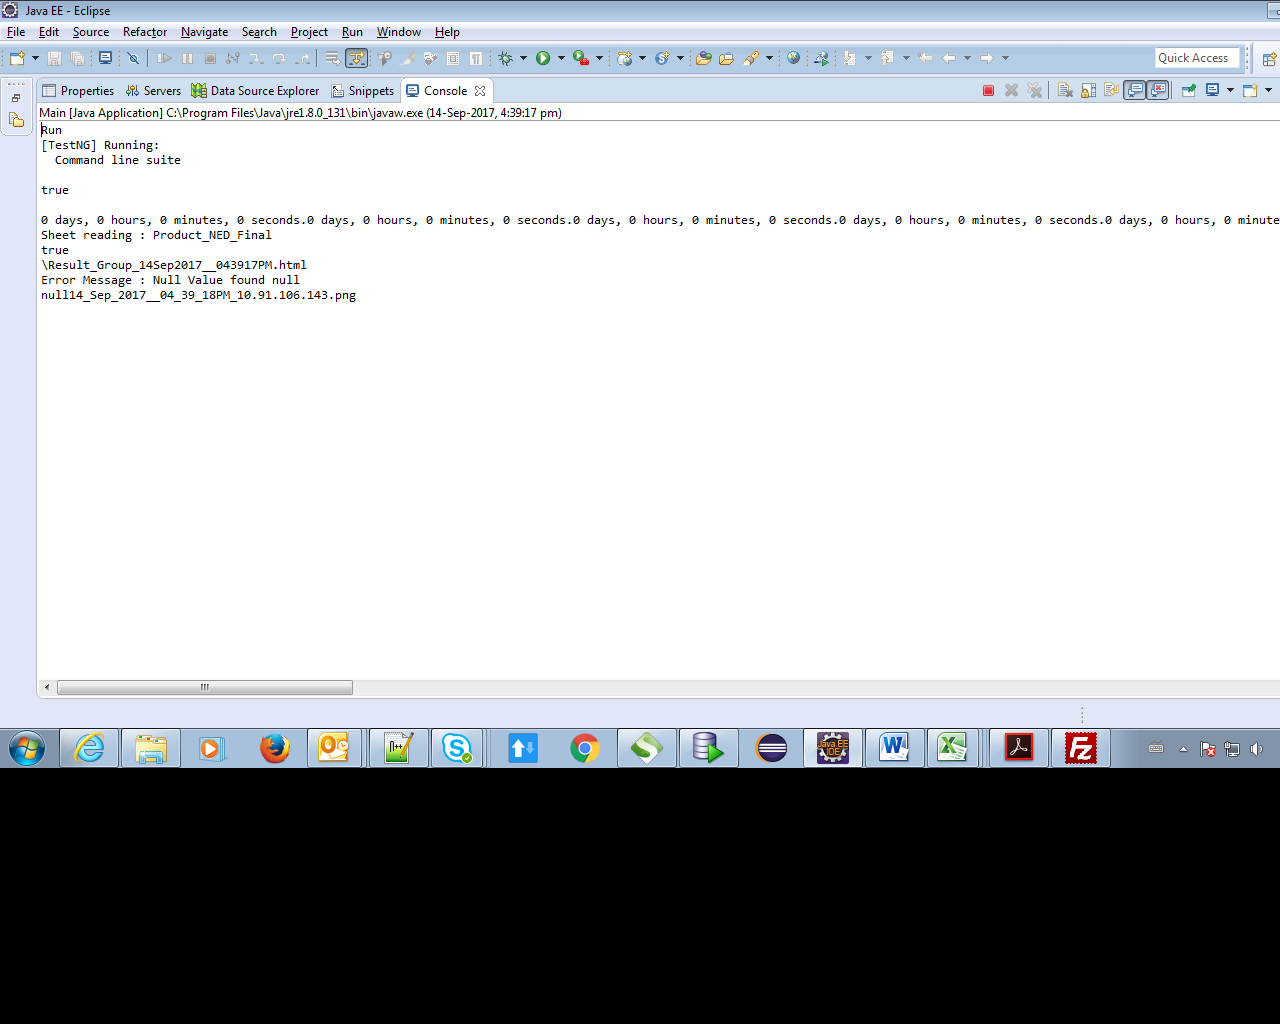 Java EE - Eclipse
File Edit Source Refactor Navigate Search Project Run Window Help
Quick Access
Properties Servers Data Source Explorer Snippets Console
Main [Java Application] C:\Program Files\Java\jre1.8.0_131\bin\javaw.exe (14-Sep-2017, 4:39:17 pm)
Run
[TestNG] Running:
Command line suite
true
0 days, 0 hours, 0 minutes, 0 seconds.0 days, 0 hours, 0 minutes, 0 seconds.0 days, 0 hours, 0 minutes, 0 seconds.0 days, 0 hours, 0 minutes, 0 seconds.0 days, 0 hours, 0 minute
Sheet reading : Product_NED_Final
true
\Result_Group_14Sep2017__043917PM.html
Error Message : Null Value found null
null14_Sep_2017__04_39_18PM_10.91.106.143.png
Java EE
IDE